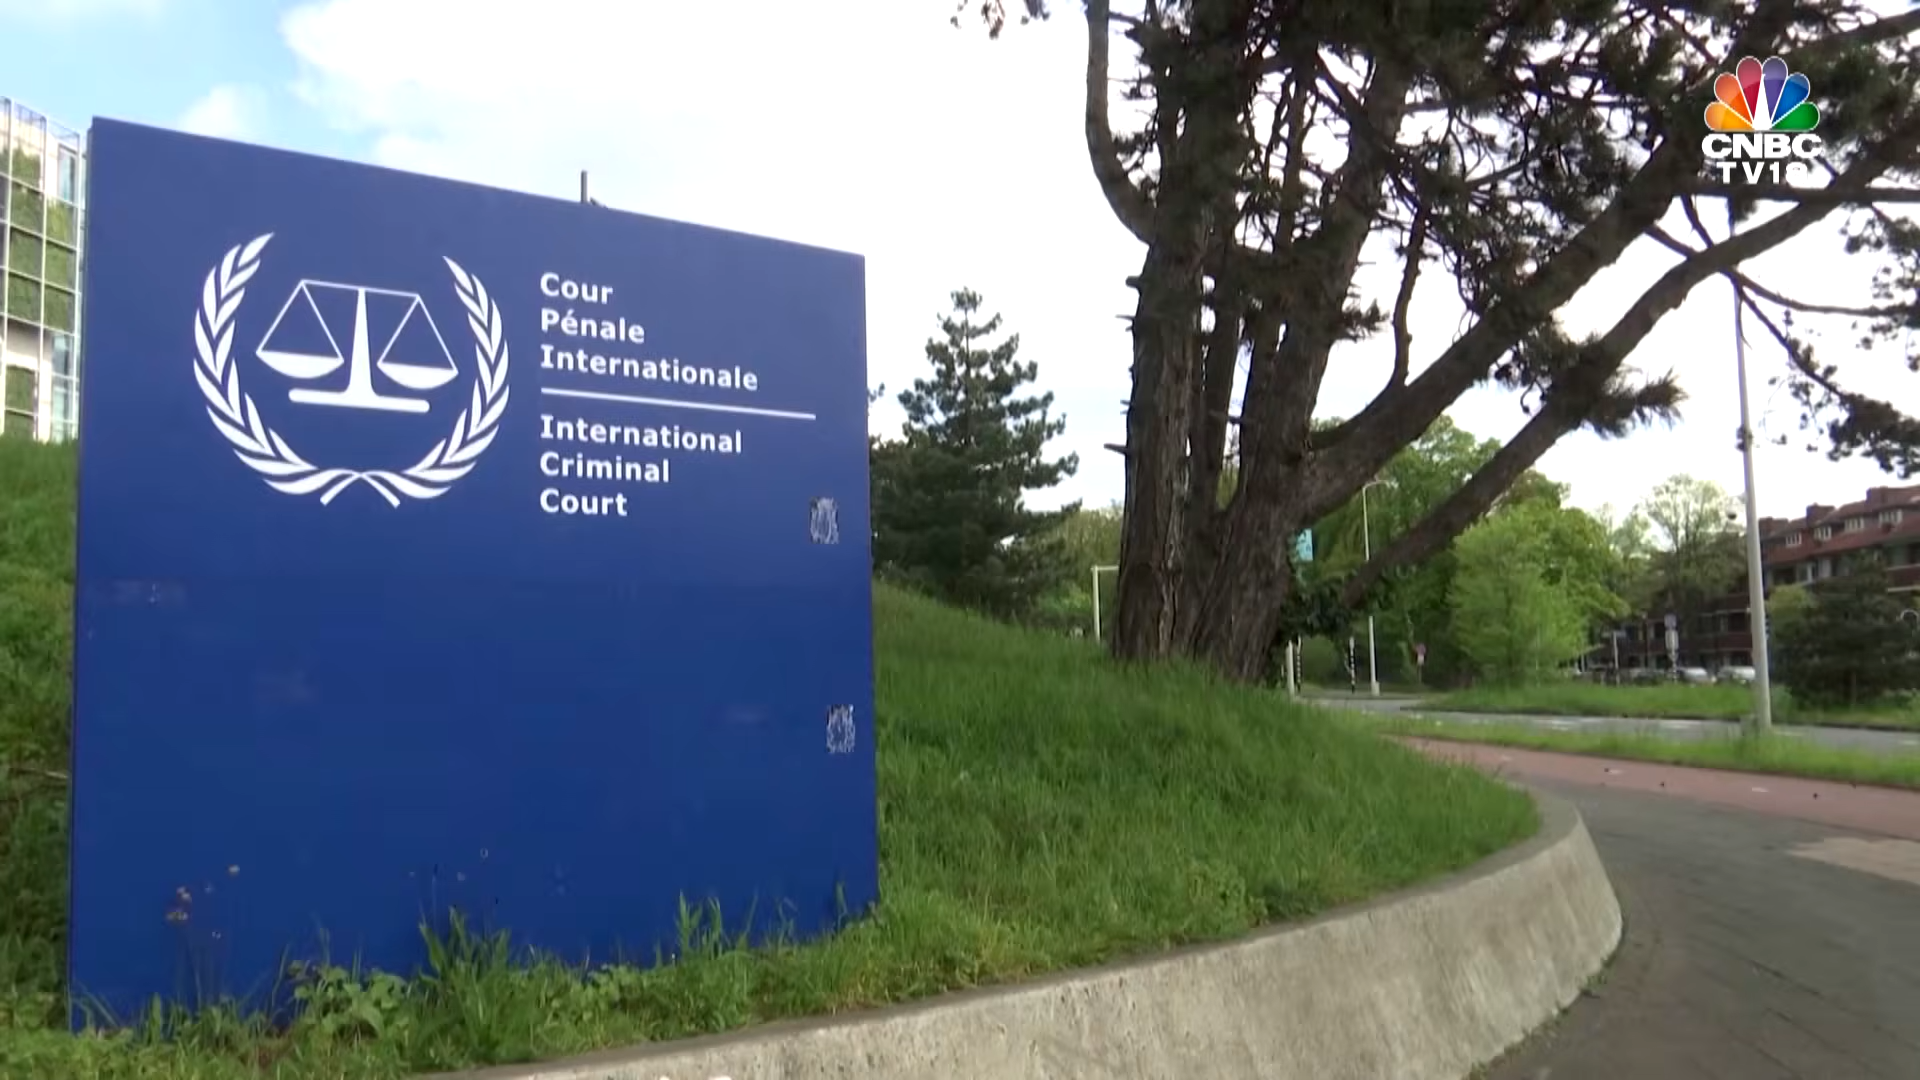 Cour
Pénale
Internationale
International
Criminal
Court
CNBC
TV18